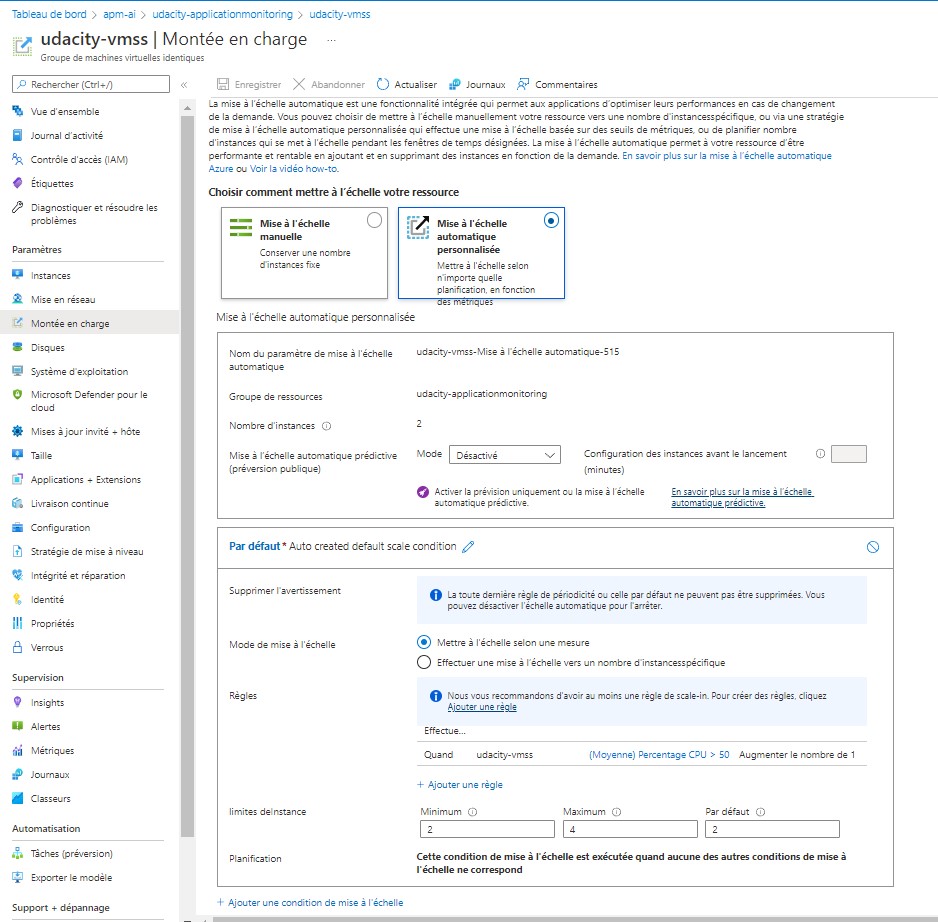 Tableau de bord > apm-ai > udacity-applicationmonitoring > udacity-vmss
udacity-vmss | Montée en charge ...
Groupe de machines virtuelles identiques
Rechercher (Ctrl+/)
«
Enregistrer
Abandonner
Actualiser
Journaux
Commentaires
Vue d'ensemble
Journal d'activité
Contrôle d'accès (IAM)
Étiquettes
Diagnostiquer et résoudre les
problèmes
Paramètres
Instances
Mise en réseau
Montée en charge
Disques
Système d'exploitation
Microsoft Defender pour le
cloud
Mises à jour invité + hôte
Taille
Applications + Extensions
Livraison continue
Configuration
Stratégie de mise à niveau
Intégrité et réparation
Identité
Propriétés
Verrous
Supervision
Insights
Alertes
Métriques
Journaux
Classeurs
Automatisation
Tâches (préversion)
Exporter le modèle
Support + dépannage
La mise à l'échelle automatique est une fonctionnalité intégrée qui permet aux applications d'optimiser leurs performances en cas de changement
de la demande. Vous pouvez choisir de mettre à l'échelle manuellement votre ressource vers une nombre d'instancesspécifique, ou via une stratégie
de mise à l'échelle automatique personnalisée qui effectue une mise à l'échelle basée sur des seuils de métriques, ou de planifier nombre
d'instances qui se met à l'échelle pendant les fenêtres de temps désignées. La mise à l'échelle automatique permet à votre ressource d'être
performante et rentable en ajoutant et en supprimant des instances en fonction de la demande. En savoir plus sur la mise à l'échelle automatique
Azure ou Voir la vidéo how-to.
Choisir comment mettre à l'échelle votre ressource
Mise à l'échelle
manuelle
Conserver une nombre
d'instances fixe
Mise à l'échelle
automatique
personnalisée
Mettre à l'échelle selon
n'importe quelle
planification, en fonction
des métriques
Mise à l'échelle automatique personnalisée
Nom du paramètre de mise à l'échelle
automatique
udacity-vmss-Mise à l'échelle automatique-515
Groupe de ressources
udacity-applicationmonitoring
Nombre d'instances
2
Mise à l'échelle automatique prédictive
(préversion publique)
Mode
Désactivé
Configuration des instances avant le lancement
(minutes)
Activer la prévision uniquement ou la mise à l'échelle
automatique prédictive.
En savoir plus sur la mise à l'échelle
automatique prédictive.
Par défaut* Auto created default scale condition
Supprimer l'avertissement
La toute dernière règle de périodicité ou celle par défaut ne peuvent pas être supprimées. Vous
pouvez désactiver l'échelle automatique pour l'arrêter.
Mode de mise à l'échelle
Mettre à l'échelle selon une mesure
Effectuer une mise à l'échelle vers un nombre d'instancesspécifique
Règles
Nous vous recommandons d'avoir au moins une règle de scale-in. Pour créer des règles, cliquez
Ajouter une règle
Effectue...
Quand udacity-vmss (Moyenne) Percentage CPU > 50 Augmenter le nombre de 1
+ Ajouter une règle
limites deInstance
Minimum
2
Maximum
4
Par défaut
2
Planification
Cette condition de mise à l'échelle est exécutée quand aucune des autres conditions de mise à
l'échelle ne correspond
+ Ajouter une condition de mise à l'échelle